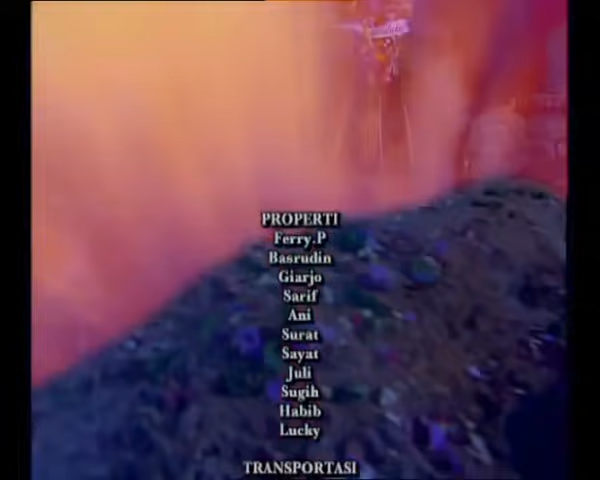 PROPERTI
Ferry.P
Basrudin
Giarjo
Sarif
Ani
Surat
Sayat
Juli
Sugih
Habib
Lucky
TRANSPORTASI